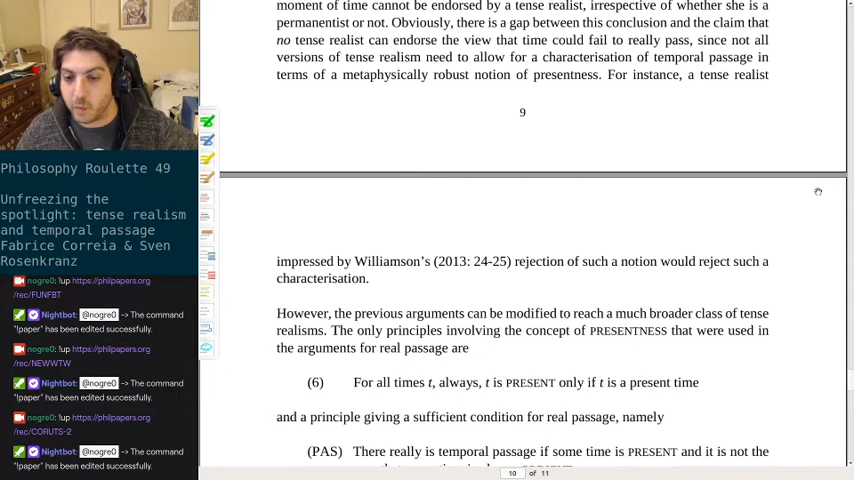 moment of time cannot be endorsed by a tense realist, irrespective of whether she is a
permanentist or not. Obviously, there is a gap between this conclusion and the claim that
no tense realist can endorse the view that time could fail to really pass, since not all
versions of tense realism need to allow for a characterisation of temporal passage in
terms of a metaphysically robust notion of presentness. For instance, a tense realist
9
Philosophy Roulette 49
Unfreezing the
spotlight: tense realism
and temporal passage
Fabrice Correia & Sven
Rosenkranz
nogre0: !up https://philpapers.org
/rec/FUNFBT
Nightbot: @nogre0 -> The command
"!paper" has been edited successfully.
nogre0: !up https://philpapers.org
/rec/NEWWTW
Nightbot: @nogre0 -> The command
"!paper" has been edited successfully.
nogre0: !up https://philpapers.org
/rec/CORUTS-2
Nightbot: @nogre0 -> The command
"!paper" has been edited successfully.
impressed by Williamson's (2013: 24-25) rejection of such a notion would reject such a
characterisation.
However, the previous arguments can be modified to reach a much broader class of tense
realisms. The only principles involving the concept of PRESENTNESS that were used in
the arguments for real passage are
(6) For all times t, always, t is PRESENT only if t is a present time
and a principle giving a sufficient condition for real passage, namely
(PAS) There really is temporal passage if some time is PRESENT and it is not the
10 of 11